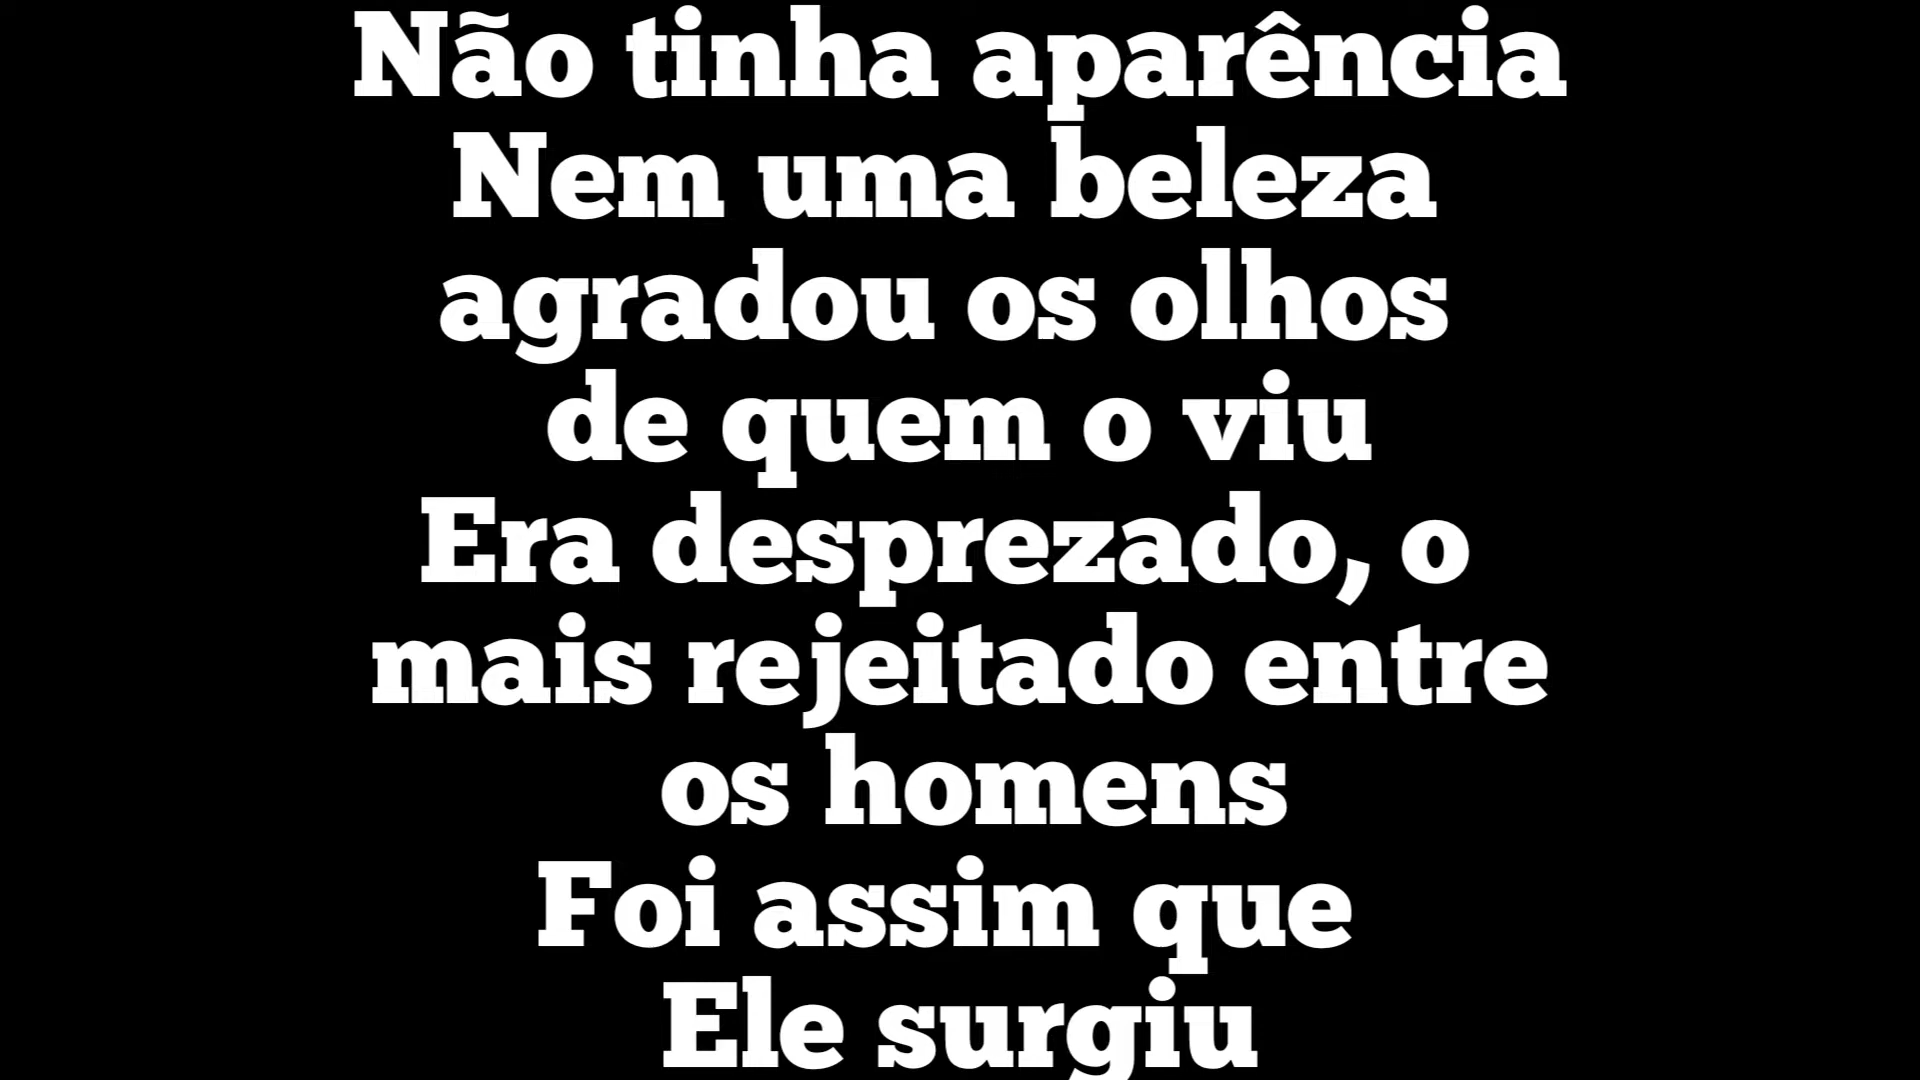 Não tinha aparência
Nem uma beleza
agradou os olhos
de quem o viu
Era desprezado, o
mais rejeitado entre
os homens
Foi assim que
Ele surgiu